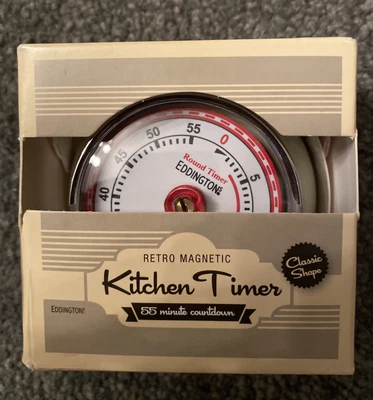 50
55
0
45
5
40
Round Timer
EDDINGTONS
RETRO MAGNETIC
Kitchen Timer
Classic
Shape
EDDINGTONS
55 minute countdown